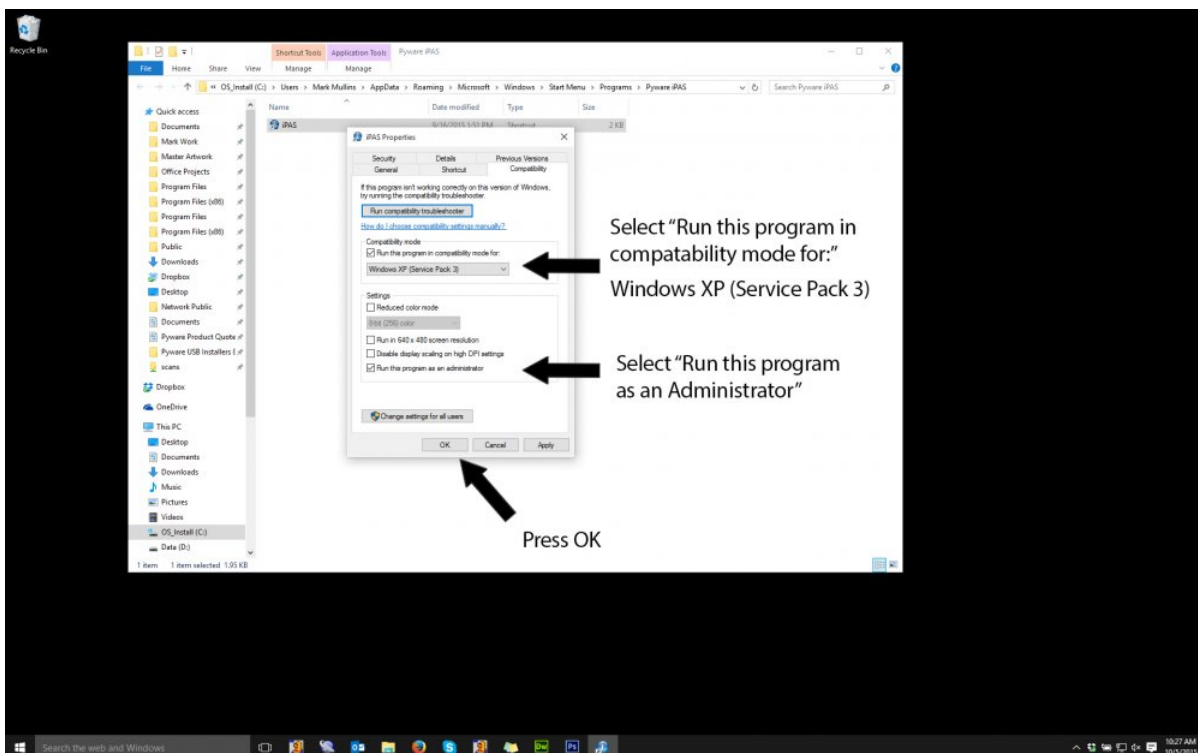 Recycle Bin
Shortcut Tools
Application Tools
Pyware iPAS
File
Home
Share
View
Manage
Manage
« OS_Install (C:) > Users > Mark Mullins > AppData > Roaming > Microsoft > Windows > Start Menu > Programs > Pyware iPAS
Search Pyware iPAS
Name
Date modified
Type
Size
Quick access
Documents
Mark Work
Master Artwork
Office Projects
Program Files
Program Files (x86)
Program Files
Program Files (x86)
Public
Downloads
Dropbox
Desktop
Network Public
Documents
Pyware Product Quote
Pyware USB Installers (
scans
Dropbox
OneDrive
This PC
Desktop
Documents
Downloads
Music
Pictures
Videos
OS_Install (C:)
Data (D:)
1 item
1 item selected 1.95 KB
iPAS
9/16/2015 1:51 PM
Shortcut
2 KB
iPAS Properties
Security
Details
Previous Versions
General
Shortcut
Compatibility
If this program isn't working correctly on this version of Windows,
try running the compatibility troubleshooter.
Run compatibility troubleshooter
How do I choose compatibility settings manually?
Compatibility mode
Run this program in compatibility mode for:
Windows XP (Service Pack 3)
Settings
Reduced color mode
8-bit (256) color
Run in 640 x 480 screen resolution
Disable display scaling on high DPI settings
Run this program as an administrator
Change settings for all users
OK
Cancel
Apply
Select “Run this program in
compatability mode for:”
Windows XP (Service Pack 3)
Select “Run this program
as an Administrator”
Press OK
Search the web and Windows
10:27 AM
10/5/2015